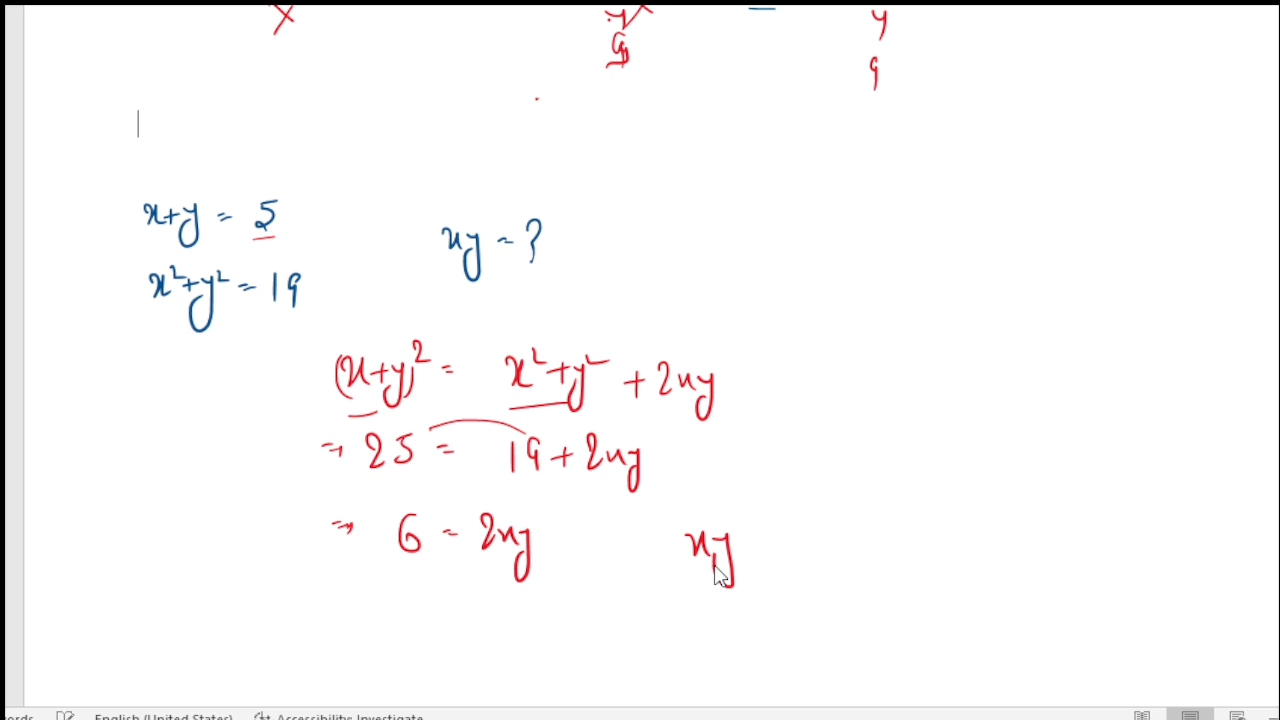 y
9
x+y = 5
xy = ?
x²+y² = 19
(x+y)² = x²+y² + 2xy
⇒ 25 = 19 + 2xy
⇒ 6 = 2xy xy
English (United States) Accessibility: Investigate